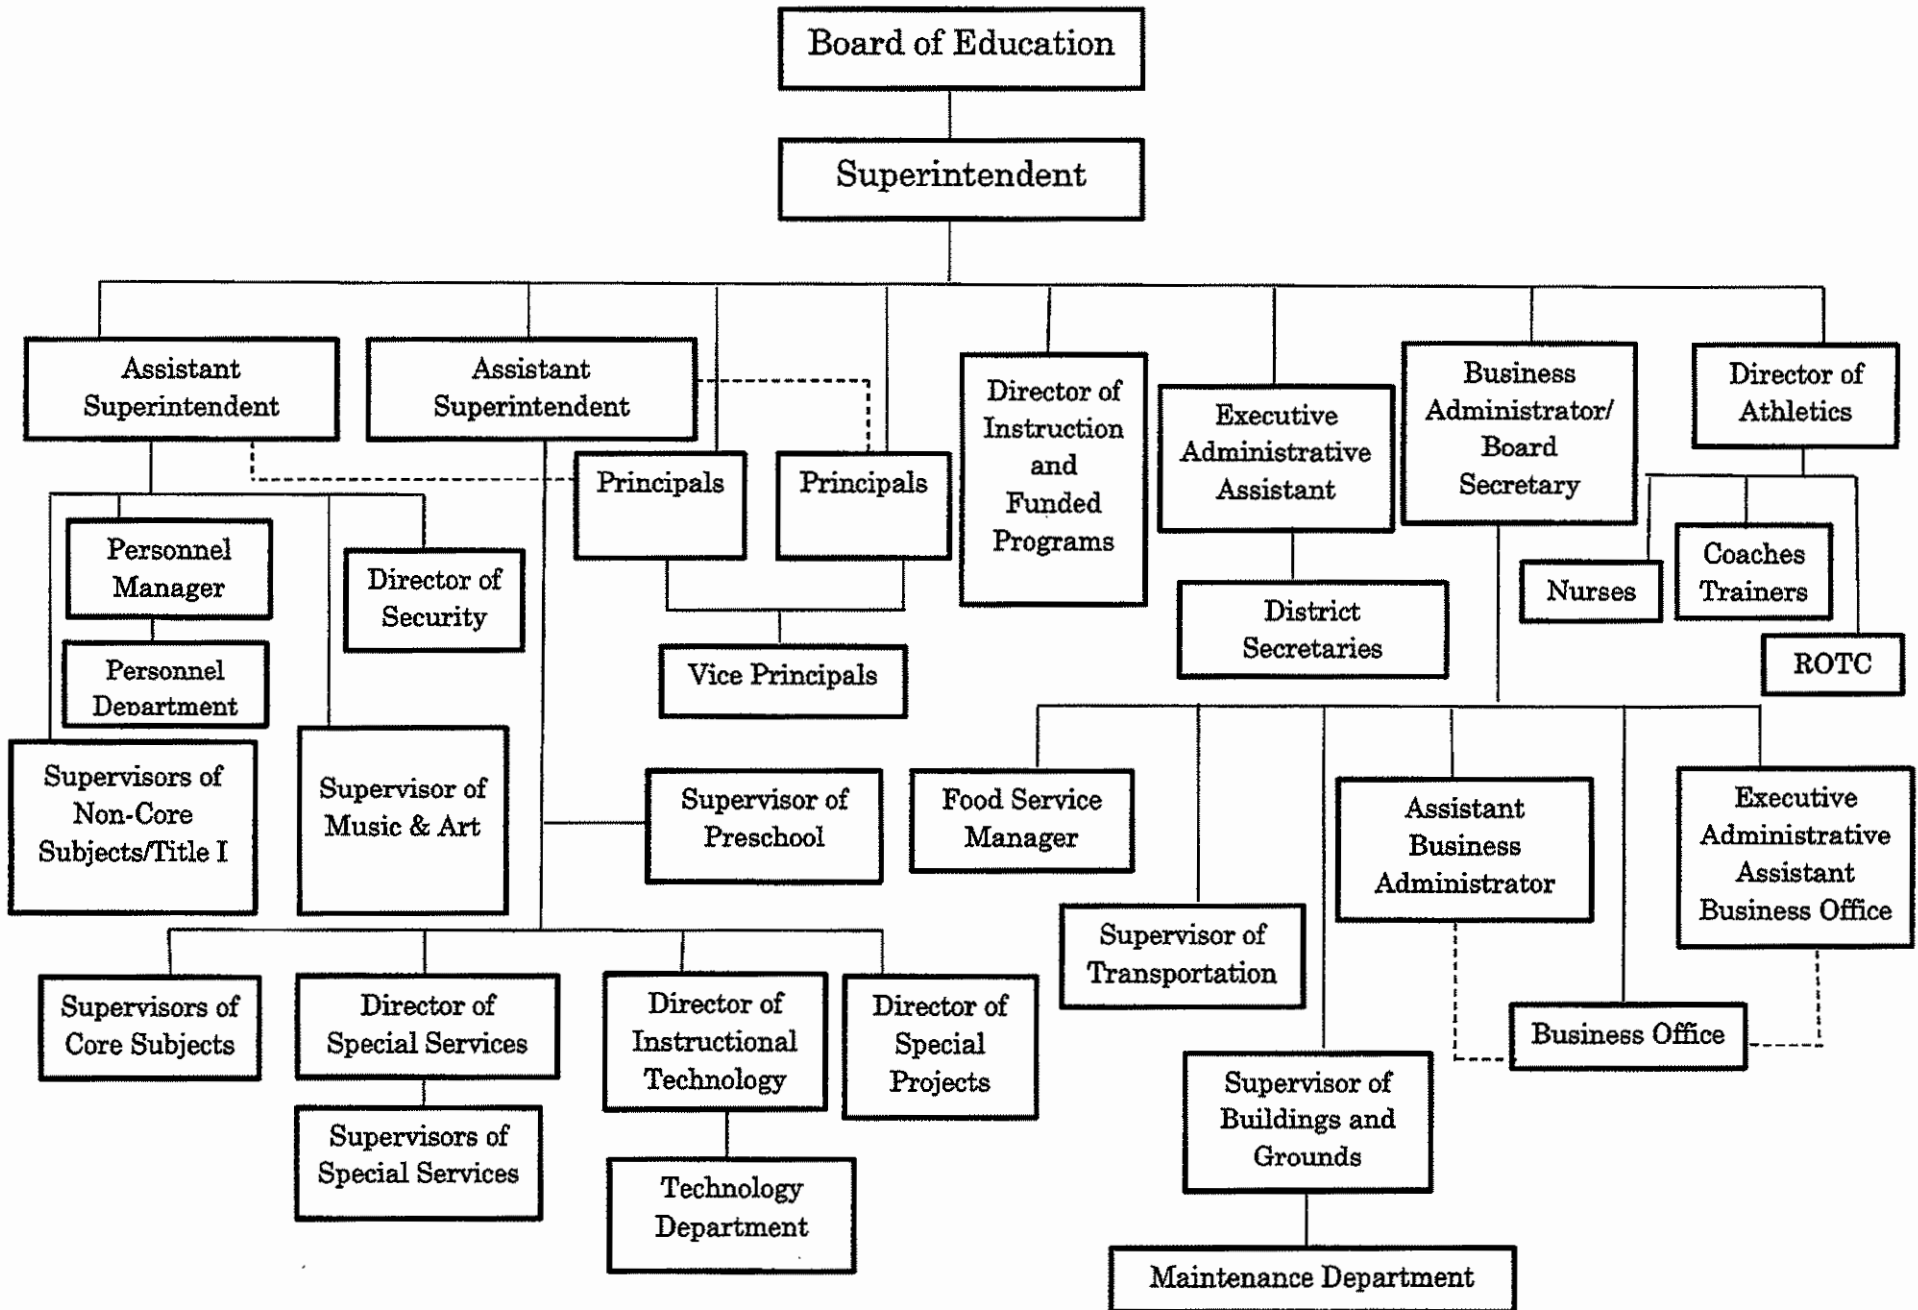 Board of Education
Superintendent
Assistant
Superintendent
Assistant
Superintendent
Principals
Principals
Director of
Instruction
and
Funded
Programs
Executive
Administrative
Assistant
Business
Administrator/
Board
Secretary
Director of
Athletics
Personnel
Manager
Director of
Security
Personnel
Department
Vice Principals
District
Secretaries
Nurses
Coaches
Trainers
ROTC
Supervisors of
Non-Core
Subjects/Title I
Supervisor of
Music & Art
Supervisor of
Preschool
Food Service
Manager
Assistant
Business
Administrator
Executive
Administrative
Assistant
Business Office
Supervisor of
Transportation
Business Office
Supervisors of
Core Subjects
Director of
Special Services
Director of
Instructional
Technology
Director of
Special
Projects
Supervisor of
Buildings and
Grounds
Supervisors of
Special Services
Technology
Department
Maintenance Department